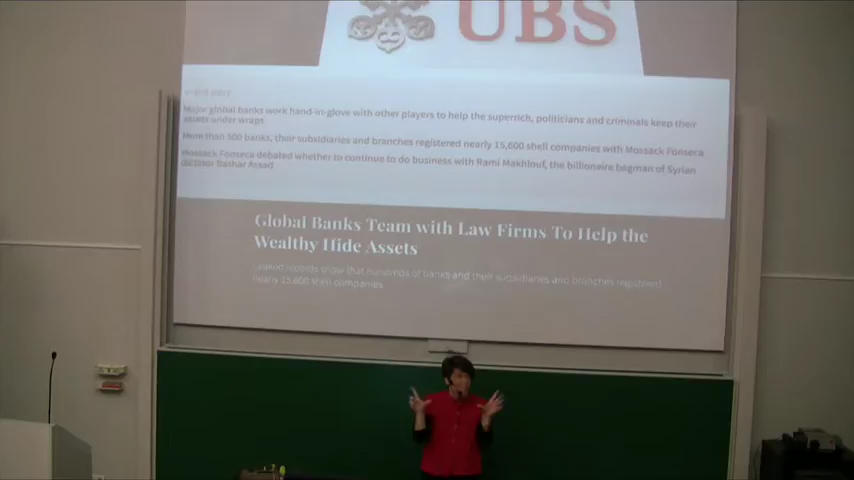 UBS
Major global banks work hand-in-glove with other players to help the superrich, politicians and criminals keep their
assets under wraps
More than 500 banks, their subsidiaries and branches registered nearly 15,600 shell companies with Mossack Fonseca
Mossack Fonseca debated whether to continue to do business with Rami Makhlouf, the billionaire bagman of Syrian
dictator Bashar Assad
Global Banks Team with Law Firms To Help the
Wealthy Hide Assets
Leaked records show that hundreds of banks and their subsidiaries and branches registered
nearly 15,600 shell companies